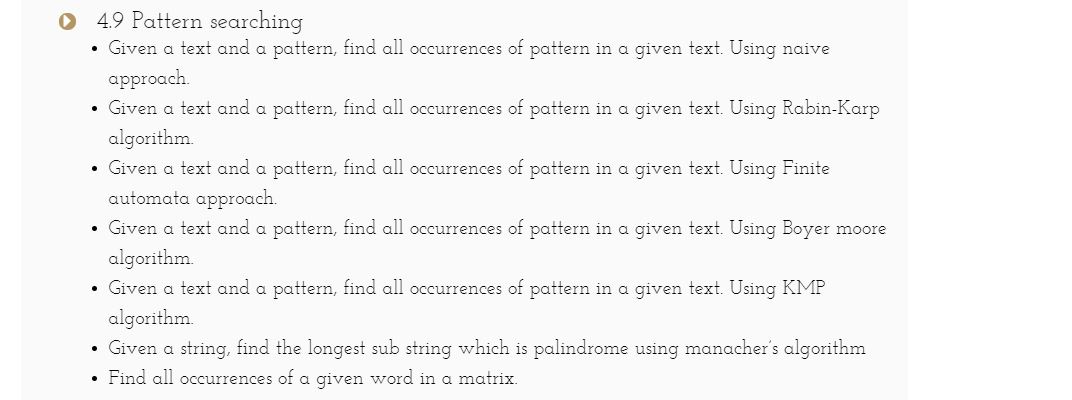 4.9 Pattern searching
• Given a text and a pattern, find all occurrences of pattern in a given text. Using naive
approach.
• Given a text and a pattern, find all occurrences of pattern in a given text. Using Rabin-Karp
algorithm.
• Given a text and a pattern, find all occurrences of pattern in a given text. Using Finite
automata approach.
• Given a text and a pattern, find all occurrences of pattern in a given text. Using Boyer moore
algorithm.
• Given a text and a pattern, find all occurrences of pattern in a given text. Using KMP
algorithm.
• Given a string, find the longest sub string which is palindrome using manacher's algorithm
• Find all occurrences of a given word in a matrix.